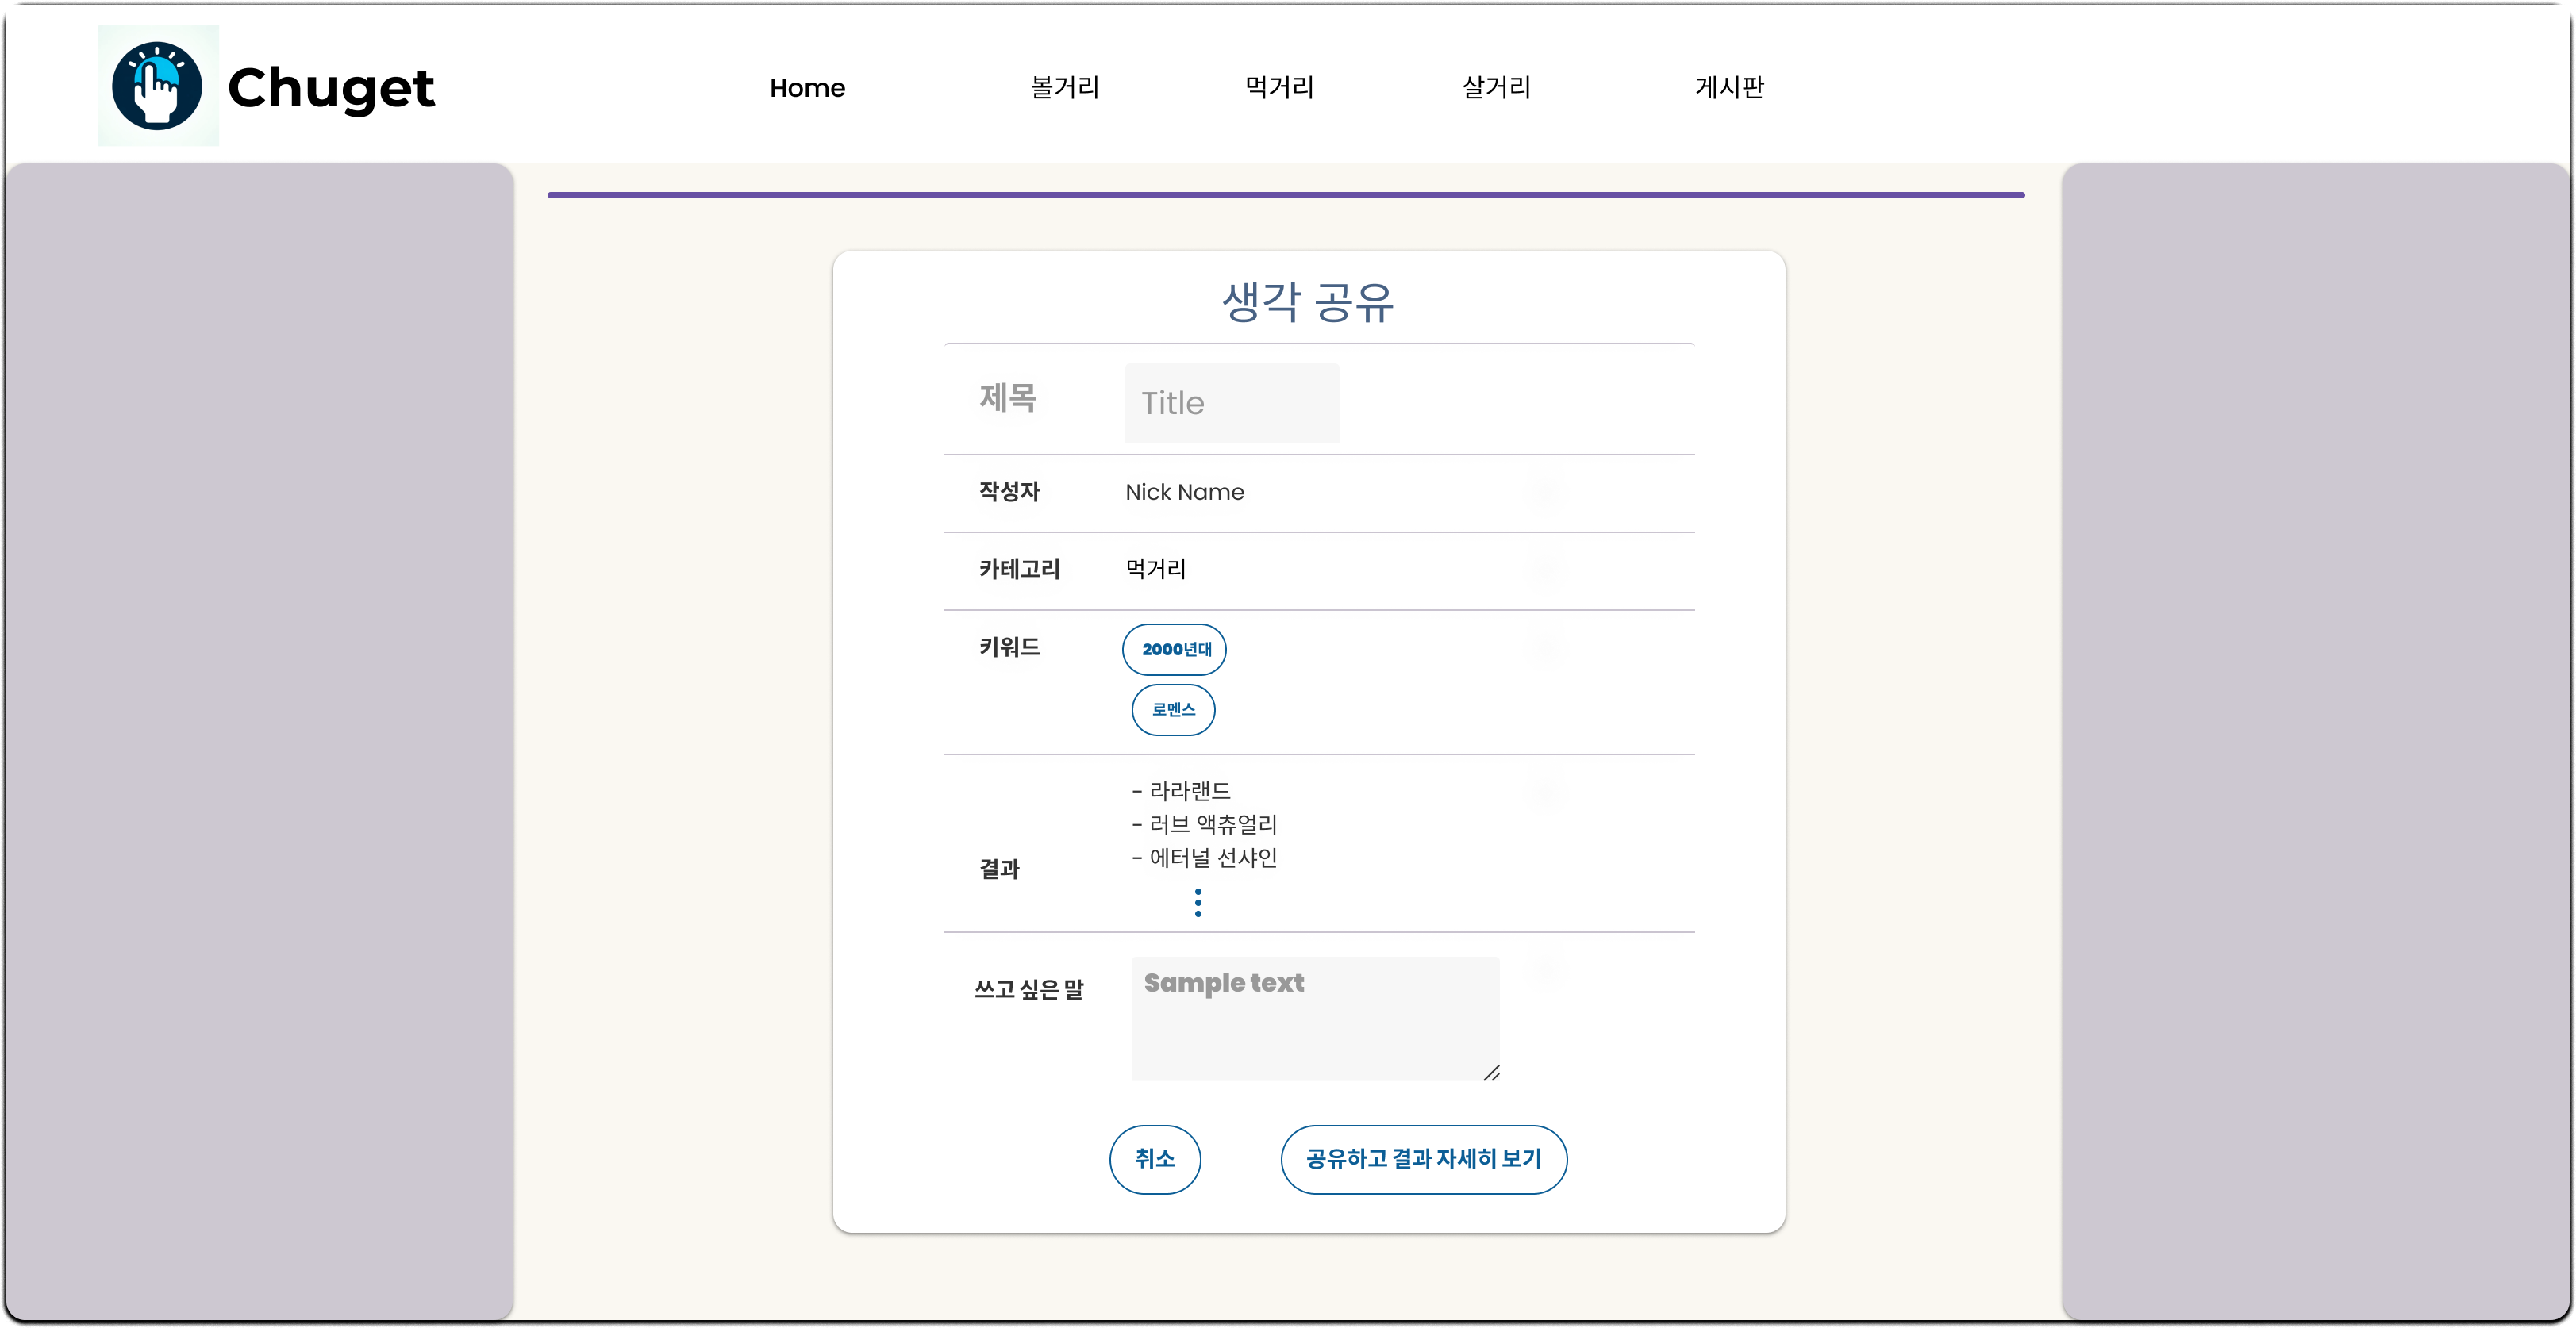 Chuget
Home 볼거리 먹거리 살거리 게시판
생각 공유
제목 Title
작성자 Nick Name
카테고리 먹거리
키워드 2000년대
로멘스
- 라라랜드
- 러브 액츄얼리
- 에터널 선샤인
결과
쓰고 싶은 말 Sample text
취소 공유하고 결과 자세히 보기